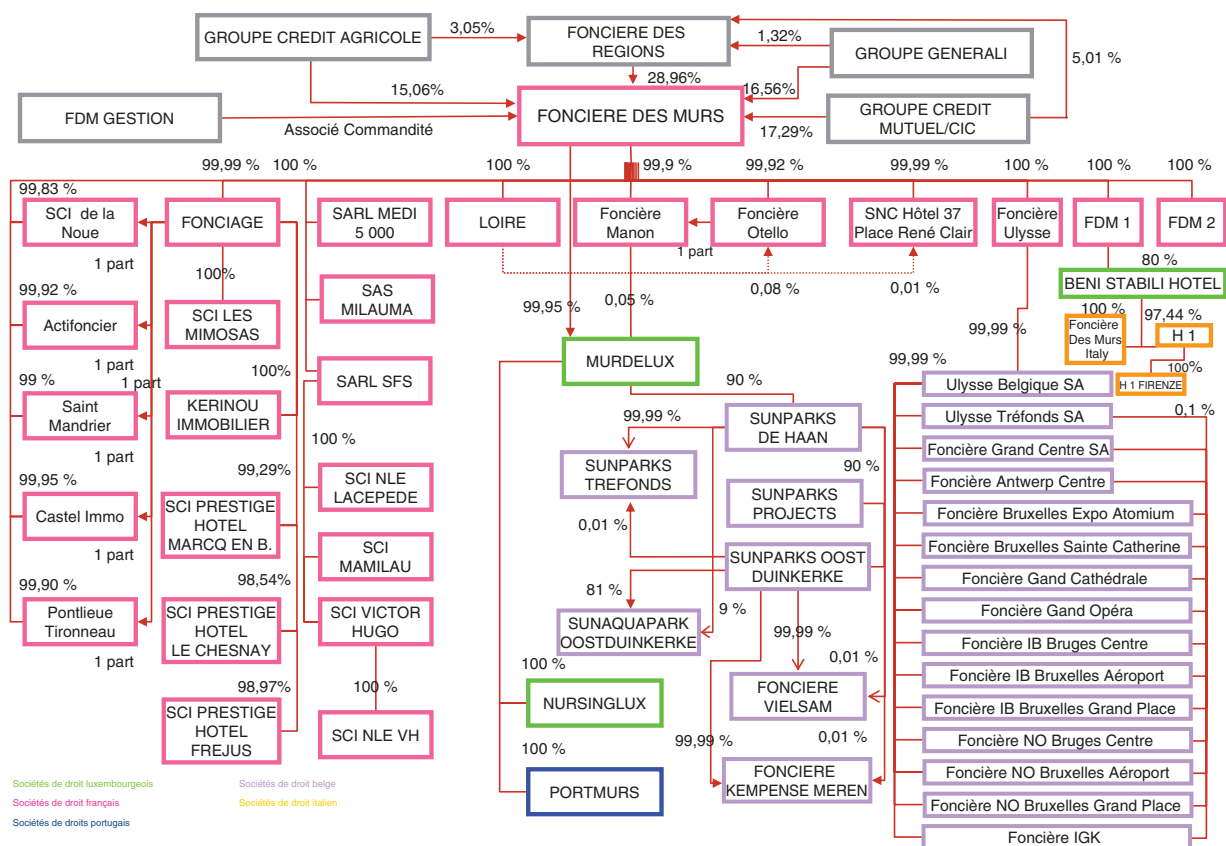 GROUPE CREDIT AGRICOLE
3,05%
FONCIERE DES
REGIONS
1,32%
GROUPE GENERALI
5,01 %
28,96%
15,06%
16,56%
FDM GESTION
Associé Commandité
FONCIERE DES MURS
17,29%
GROUPE CREDIT
MUTUEL/CIC
99,99 %
100 %
100 %
99,9 %
99,92 %
99,99 %
100 %
100 %
100 %
99,83 %
SCI de la
Noue
FONCIAGE
SARL MEDI
5 000
LOIRE
Foncière
Manon
Foncière
Otello
SNC Hôtel 37
Place René Clair
Foncière
Ulysse
FDM 1
FDM 2
1 part
1 part
100%
80 %
99,92 %
99,95 %
0,05 %
0,08 %
0,01 %
BENI STABILI HOTEL
SAS
MILAUMA
Actifoncier
SCI LES
MIMOSAS
100 %
97,44 %
Foncière
Des Murs
Italy
H 1
99,99 %
1 part
MURDELUX
99,99 %
100%
99 %
1 part
100%
SARL SFS
90 %
Ulysse Belgique SA
H 1 FIRENZE
Saint
Mandrier
KERINOU
IMMOBILIER
99,99 %
SUNPARKS
DE HAAN
Ulysse Tréfonds SA
0,1 %
100 %
1 part
Foncière Grand Centre SA
99,29%
SUNPARKS
TREFONDS
90 %
99,95 %
SCI NLE
LACEPEDE
SUNPARKS
PROJECTS
Foncière Antwerp Centre
Castel Immo
SCI PRESTIGE
HOTEL
MARCQ EN B.
0,01 %
Foncière Bruxelles Expo Atomium
1 part
SCI
MAMILAU
SUNPARKS OOST
DUINKERKE
Foncière Bruxelles Sainte Catherine
99,90 %
98,54%
81 %
Foncière Gand Cathédrale
Pontlieue
Tironneau
SCI PRESTIGE
HOTEL
LE CHESNAY
SCI VICTOR
HUGO
SUNAQUAPARK
OOSTDUINKERKE
9 %
99,99 %
Foncière Gand Opéra
Foncière IB Bruges Centre
1 part
100 %
0,01 %
98,97%
100 %
Foncière IB Bruxelles Aéroport
SCI PRESTIGE
HOTEL
FREJUS
SCI NLE VH
NURSINGLUX
FONCIERE
VIELSAM
Foncière IB Bruxelles Grand Place
100 %
99,99 %
0,01 %
Foncière NO Bruges Centre
Sociétés de droit luxembourgeois
Sociétés de droit belge
FONCIERE
KEMPENSE MEREN
Foncière NO Bruxelles Aéroport
Sociétés de droit français
Sociétés de droit italien
PORTMURS
Foncière NO Bruxelles Grand Place
Sociétés de droits portugais
Foncière IGK